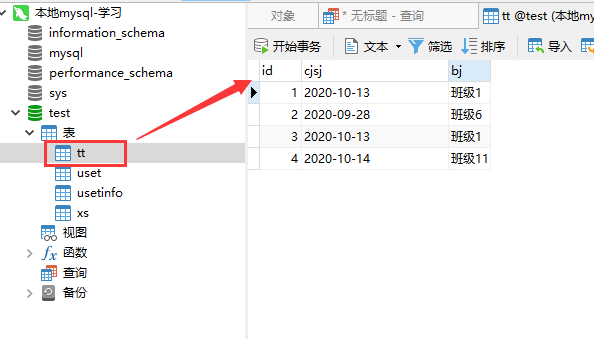 本地mysql-学习
information_schema
mysql
performance_schema
sys
test
表
tt
uset
usetinfo
xs
视图
函数
查询
备份
对象
* 无标题 - 查询
tt @test (本地my
开始事务
文本
筛选
排序
导入
id cjsj bj
1 2020-10-13 班级1
2 2020-09-28 班级6
3 2020-10-13 班级1
4 2020-10-14 班级11